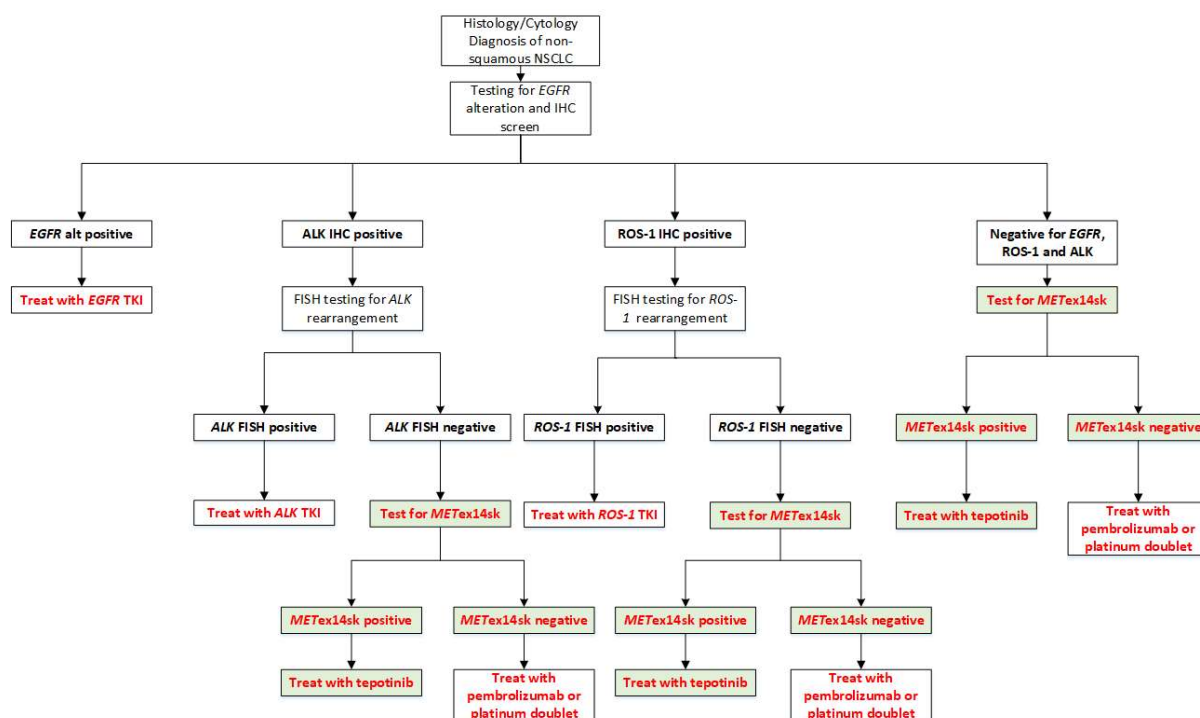 Histology/Cytology
Diagnosis of non-
squamous NSCLC
Testing for EGFR
alteration and IHC
screen
EGFR alt positive
ALK IHC positive
ROS-1 IHC positive
Negative for EGFR,
ROS-1 and ALK
Treat with EGFR TKI
FISH testing for ALK
rearrangement
FISH testing for ROS-
1 rearrangement
Test for METex14sk
ALK FISH positive
ALK FISH negative
ROS-1 FISH positive
ROS-1 FISH negative
METex14sk positive
METex14sk negative
Treat with ALK TKI
Test for METex14sk
Treat with ROS-1 TKI
Test for METex14sk
Treat with tepotinib
Treat with
pembrolizumab or
platinum doublet
METex14sk positive
METex14sk negative
METex14sk positive
METex14sk negative
Treat with tepotinib
Treat with
pembrolizumab or
platinum doublet
Treat with tepotinib
Treat with
pembrolizumab or
platinum doublet